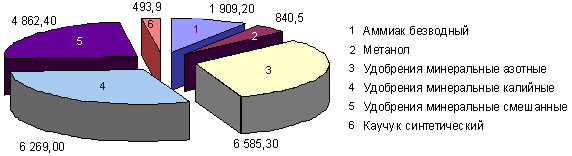 4 862,40
493,9
1 909,20
840,5
6
1
2
5
3
4
6 269,00
6 585,30
1 Аммиак безводный
2 Метанол
3 Удобрения минеральные азотные
4 Удобрения минеральные калийные
5 Удобрения минеральные смешанные
6 Каучук синтетический